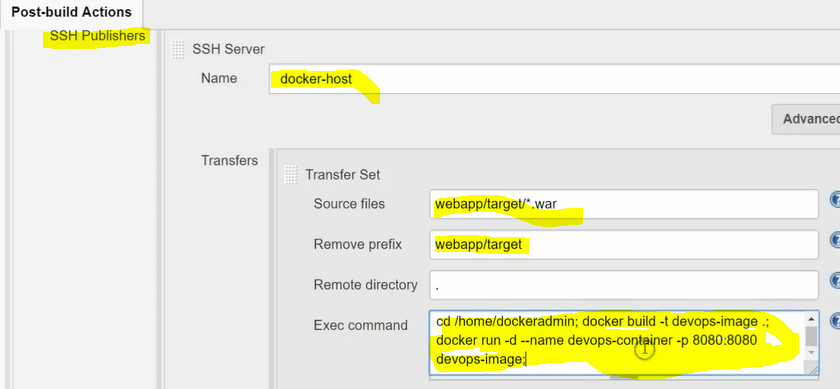 Post-build Actions
SSH Publishers
SSH Server
Name
docker-host
Advanced
Transfers
Transfer Set
Source files
webapp/target/*.war
Remove prefix
webapp/target
Remote directory
.
Exec command
cd /home/dockeradmin; docker build -t devops-image .;
docker run -d --name devops-container -p 8080:8080
devops-image;